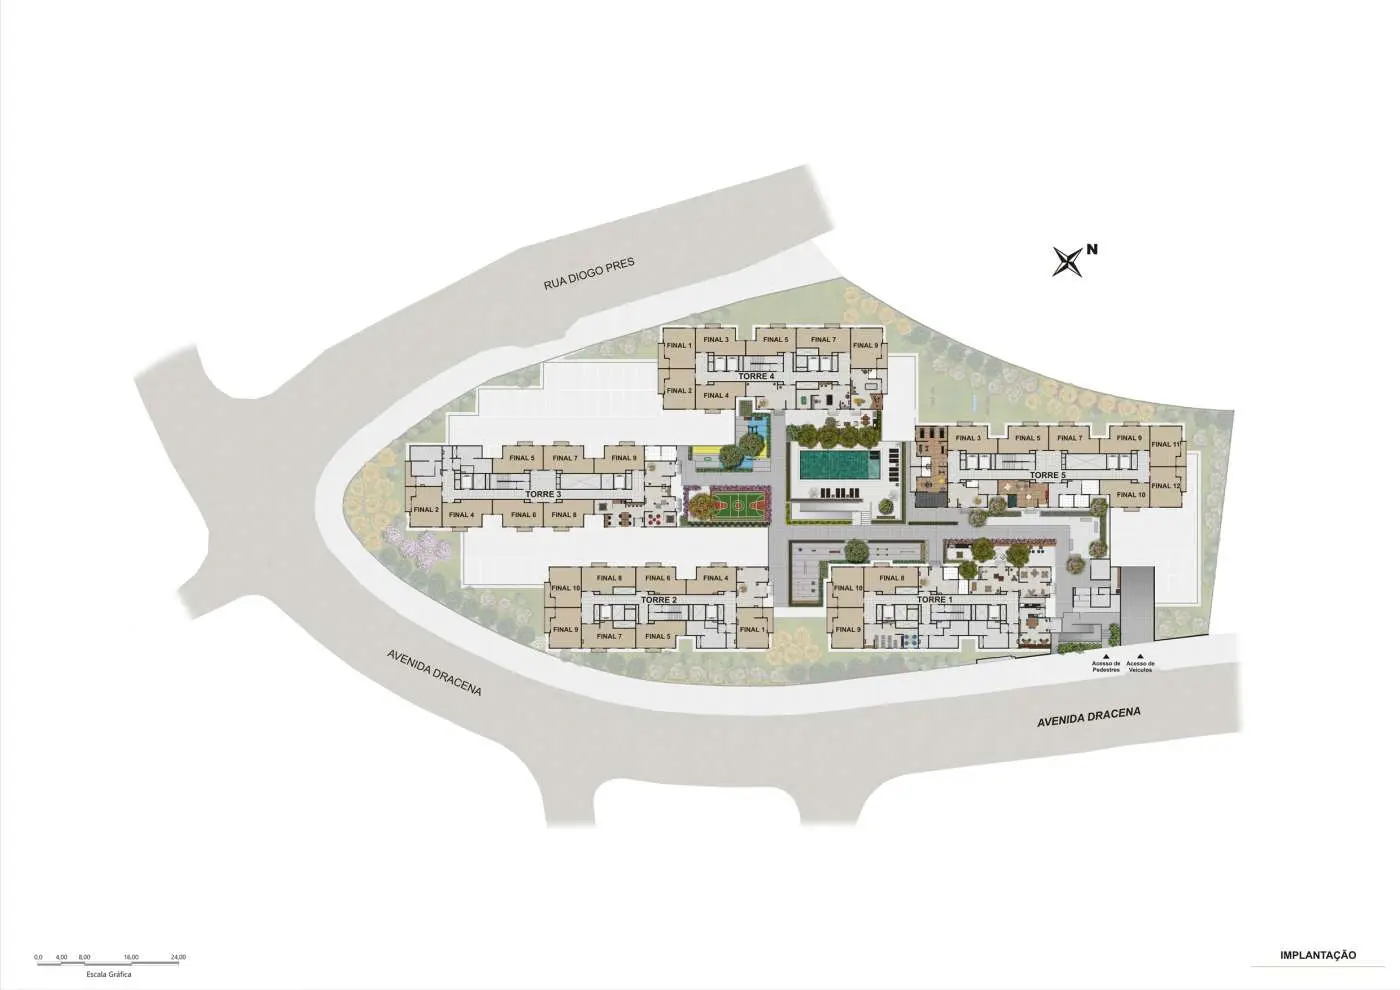 RUA DIOGO PRES
N
FINAL 1
FINAL 3
FINAL 5
FINAL 7
FINAL 9
TORRE 4
FINAL 2
FINAL 4
FINAL 3
FINAL 5
FINAL 7
FINAL 9
FINAL 11
TORRE 5
FINAL 10
FINAL 12
FINAL 5
FINAL 7
FINAL 9
TORRE 3
FINAL 2
FINAL 4
FINAL 6
FINAL 8
FINAL 10
FINAL 8
FINAL 6
FINAL 4
TORRE 2
FINAL 9
FINAL 7
FINAL 5
FINAL 1
FINAL 10
FINAL 8
TORRE 1
FINAL 9
Acesso de
Pedestres
Acesso de
Veículos
AVENIDA DRACENA
AVENIDA DRACENA
0,0 4,00 8,00 16,00 24,00
Escala Gráfica
IMPLANTAÇÃO